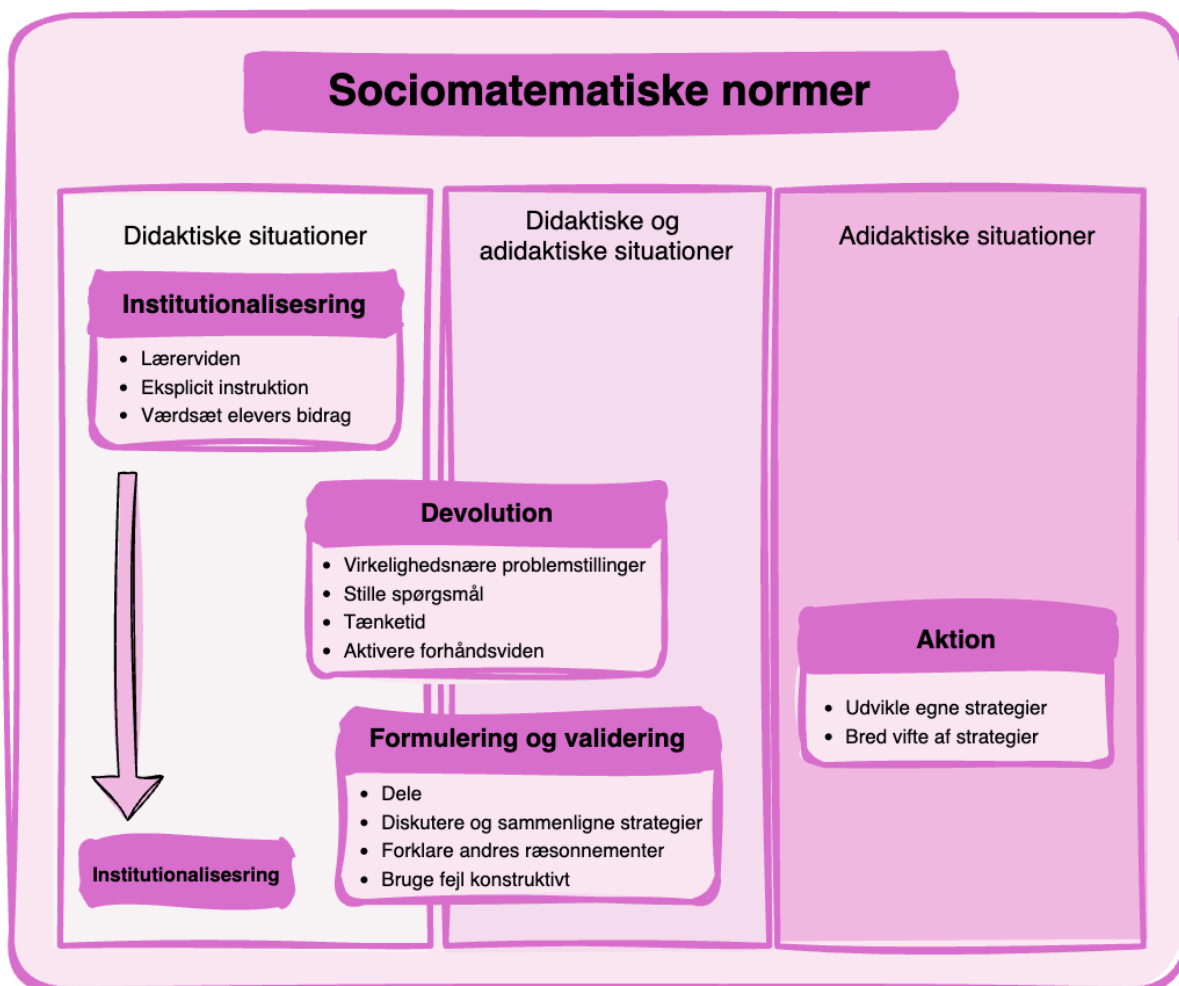 Sociomatematiske normer
Didaktiske situationer
Institutionalisesring
• Lærerviden
• Eksplicit instruktion
• Værdsæt elevers bidrag
Didaktiske og
adidaktiske situationer
Adidaktiske situationer
Devolution
• Virkelighedsnære problemstillinger
• Stille spørgsmål
• Tænketid
• Aktivere forhåndsviden
Aktion
• Udvikle egne strategier
• Bred vifte af strategier
Formulering og validering
• Dele
• Diskutere og sammenligne strategier
• Forklare andres ræsonnementer
• Bruge fejl konstruktivt
Institutionalisesring